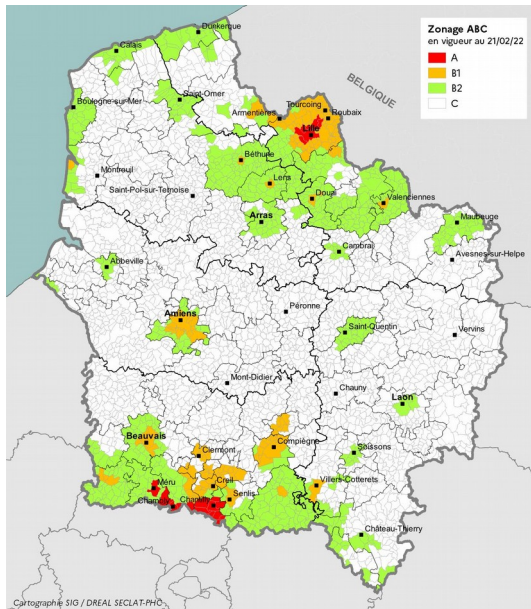 Zonage ABC
en vigueur au 21/02/22
A
B1
B2
C
BELGIQUE
Dunkerque
Calais
Saint-Omer
Boulogne-sur-Mer
Tourcoing
Armentières
Roubaix
Lille
Béthune
Montreuil
Lens
Saint-Pol-sur-Ternoise
Douai
Valenciennes
Arras
Maubeuge
Cambrai
Avesnes-sur-Helpe
Abbeville
Amiens
Péronne
Saint-Quentin
Vervins
Mont-Didier
Chauny
Laon
Beauvais
Compiègne
Clermont
Soissons
Creil
Méru
Villers-Cotterets
Chambly
Chantilly
Senlis
Château-Thierry
Cartographie SIG / DREAL SECLAT-PHC